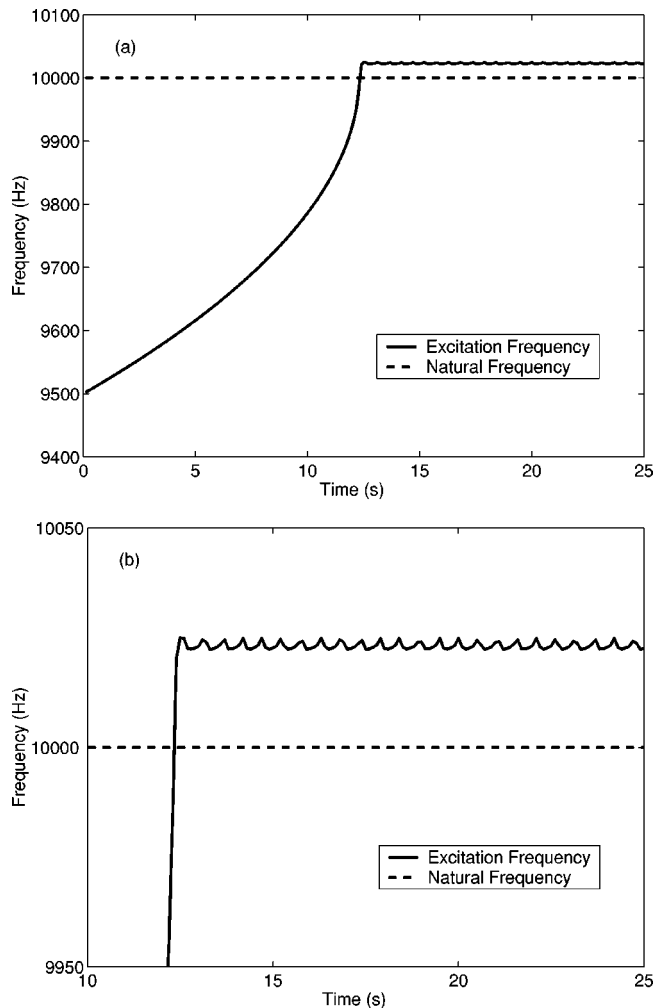 10100
(a)
10000
9900
9800
9700
9600
9500
9400
Frequency (Hz)
Excitation Frequency
Natural Frequency
0 5 10 15 20 25
Time (s)
10050
(b)
10000
9950
Frequency (Hz)
Excitation Frequency
Natural Frequency
10 15 20 25
Time (s)